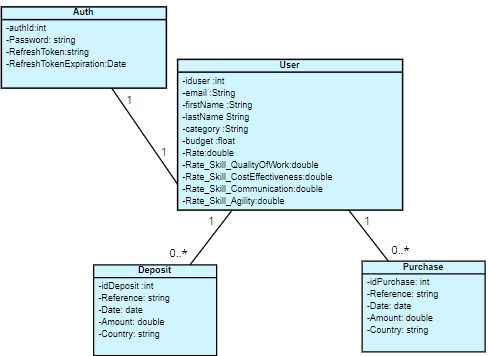 Auth
-authId:int
-Password: string
-RefreshToken:string
-RefreshTokenExpiration:Date
1
1
User
-iduser :int
-email :String
-firstName :String
-lastName String
-category :String
-budget :float
-Rate:double
-Rate_Skill_QualityOfWork:double
-Rate_Skill_CostEffectiveness:double
-Rate_Skill_Communication:double
-Rate_Skill_Agility:double
1
0..*
1
0..*
Deposit
-idDeposit :int
-Reference: string
-Date: date
-Amount: double
-Country: string
Purchase
-idPurchase: int
-Reference: string
-Date: date
-Amount: double
-Country: string